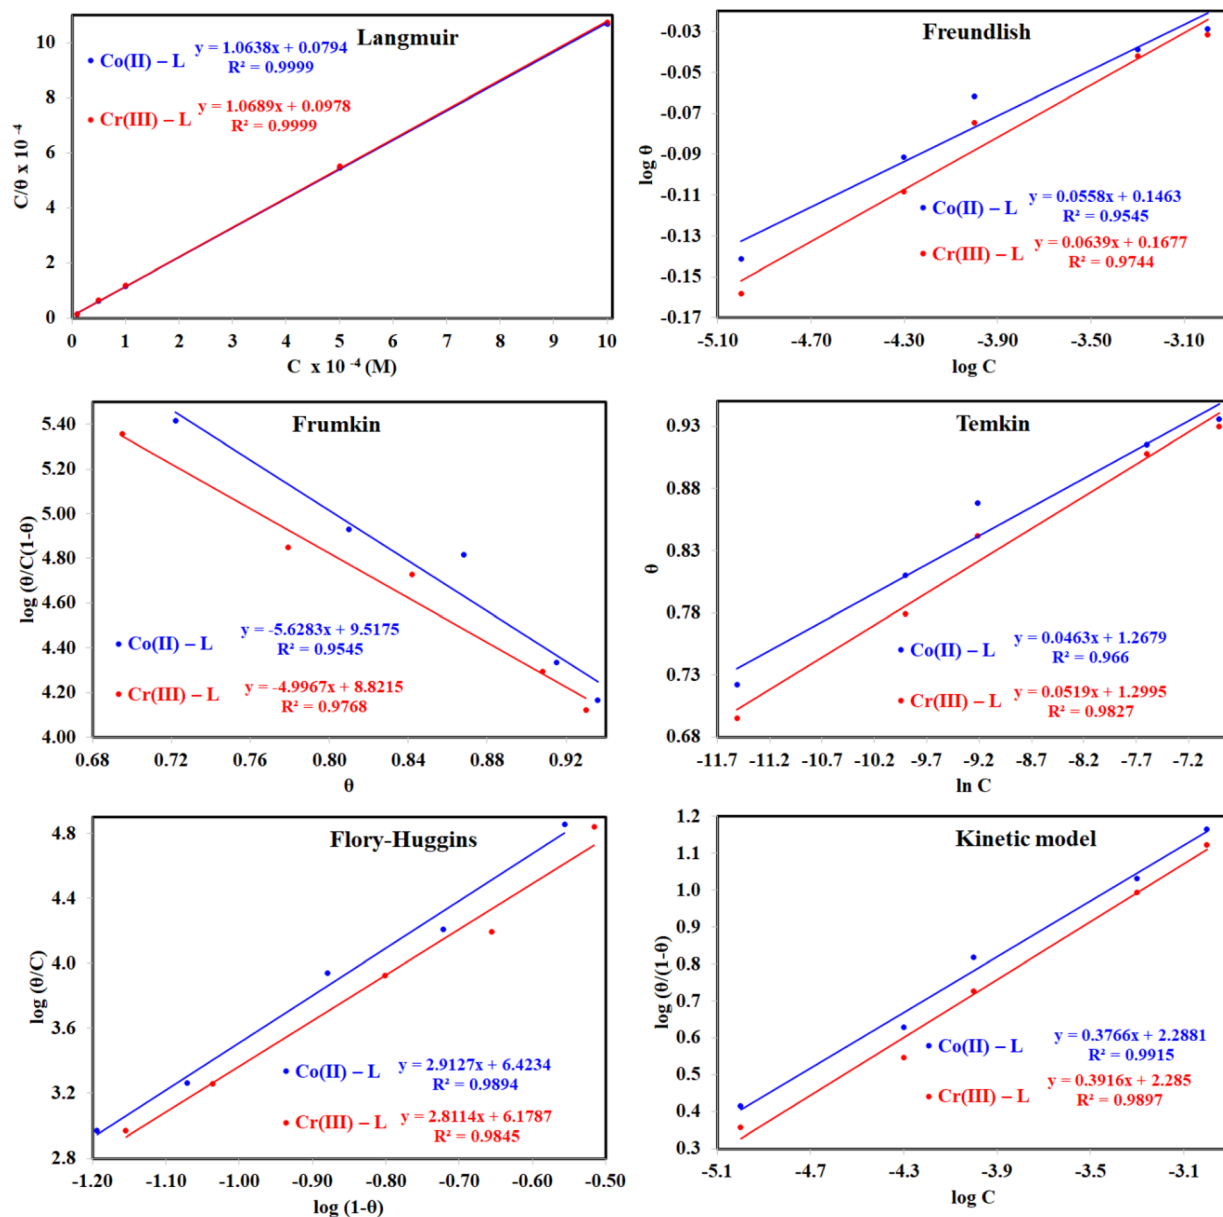 Langmuir
Co(II) – L
y = 1.0638x + 0.0794
R² = 0.9999
Cr(III) – L
y = 1.0689x + 0.0978
R² = 0.9999
C/θ x 10 -4
10
8
6
4
2
0
0 1 2 3 4 5 6 7 8 9 10
C x 10 -4 (M)
Freundlish
Co(II) – L
y = 0.0558x + 0.1463
R² = 0.9545
Cr(III) – L
y = 0.0639x + 0.1677
R² = 0.9744
log θ
-0.03
-0.05
-0.07
-0.09
-0.11
-0.13
-0.15
-0.17
-5.10 -4.70 -4.30 -3.90 -3.50 -3.10
log C
Frumkin
Co(II) – L
y = -5.6283x + 9.5175
R² = 0.9545
Cr(III) – L
y = -4.9967x + 8.8215
R² = 0.9768
log (θ/C(1-θ)
5.40
5.20
5.00
4.80
4.60
4.40
4.20
4.00
0.68 0.72 0.76 0.80 0.84 0.88 0.92
θ
Temkin
Co(II) – L
y = 0.0463x + 1.2679
R² = 0.966
Cr(III) – L
y = 0.0519x + 1.2995
R² = 0.9827
θ
0.93
0.88
0.83
0.78
0.73
0.68
-11.7 -11.2 -10.7 -10.2 -9.7 -9.2 -8.7 -8.2 -7.7 -7.2
ln C
Flory-Huggins
Co(II) – L
y = 2.9127x + 6.4234
R² = 0.9894
Cr(III) – L
y = 2.8114x + 6.1787
R² = 0.9845
log (θ/C)
4.8
4.4
4.0
3.6
3.2
2.8
-1.20 -1.10 -1.00 -0.90 -0.80 -0.70 -0.60 -0.50
log (1-θ)
Kinetic model
Co(II) – L
y = 0.3766x + 2.2881
R² = 0.9915
Cr(III) – L
y = 0.3916x + 2.285
R² = 0.9897
log (θ/(1-θ)
1.2
1.1
1.0
0.9
0.8
0.7
0.6
0.5
0.4
0.3
-5.1 -4.7 -4.3 -3.9 -3.5 -3.1
log C